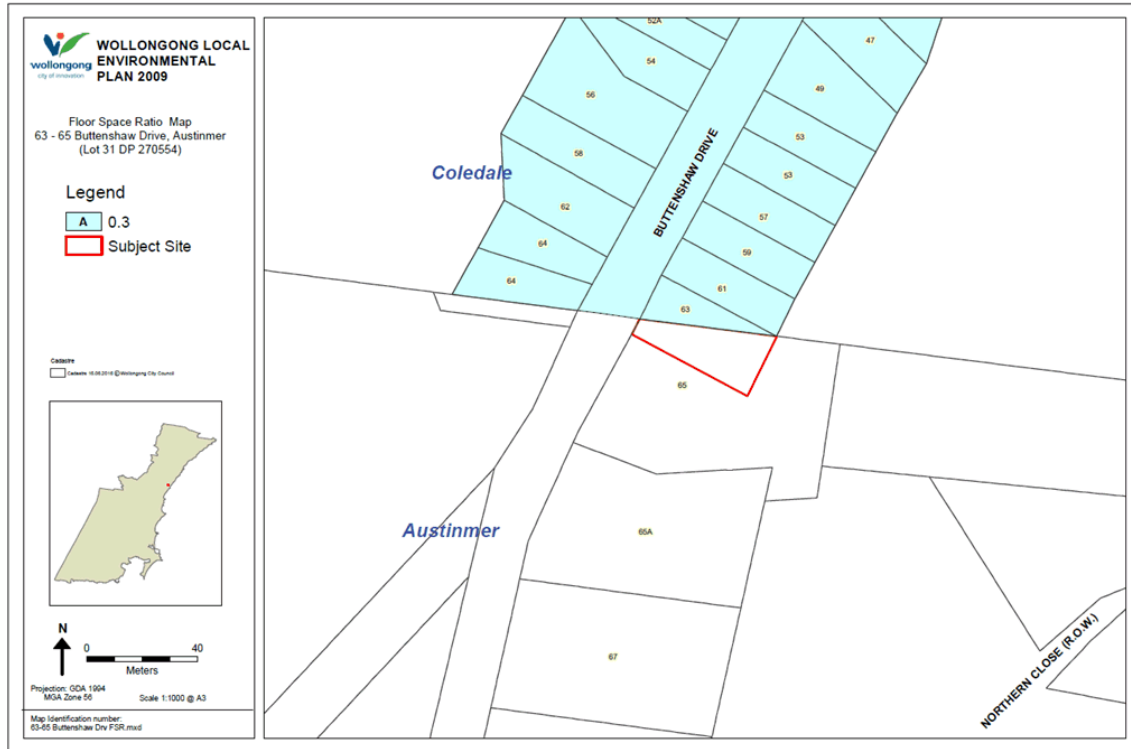 wollongong
city of innovation
WOLLONGONG LOCAL
ENVIRONMENTAL
PLAN 2009
Floor Space Ratio Map
63 - 65 Buttenshaw Drive, Austinmer
(Lot 31 DP 270554)
Legend
A 0.3
Subject Site
Cadastre
Cadastre 15.05.2018 © Wollongong City Council
N
0 40
Meters
Projection: GDA 1994
MGA Zone 56
Scale 1:1000 @ A3
Map Identification number:
63-65 Buttenshaw Drv FSR.mxd
52A
54
56
58
62
64
64
47
49
53
53
57
59
61
63
65
65A
67
Coledale
Austinmer
BUTTENSHAW DRIVE
NORTHERN CLOSE (R.O.W.)